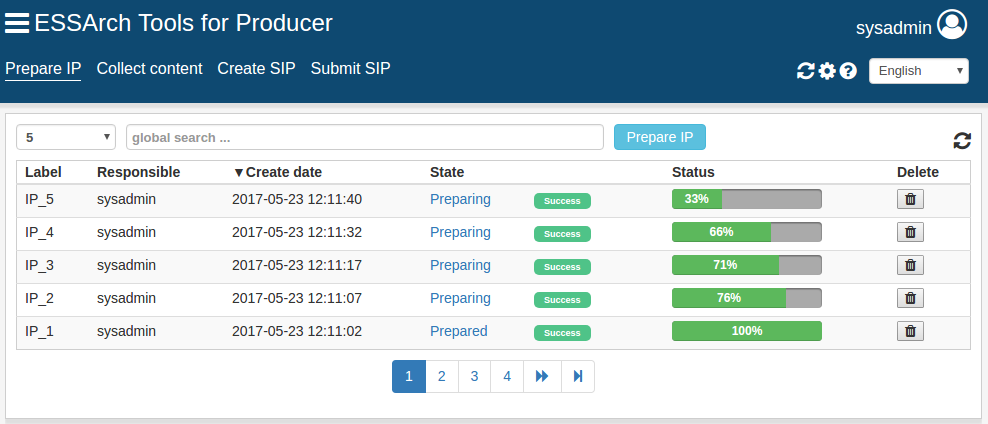 ESSArch Tools for Producer
sysadmin
Prepare IP Collect content Create SIP Submit SIP
English
5 global search ... Prepare IP
Label Responsible ▼Create date State Status Delete
IP_5 sysadmin 2017-05-23 12:11:40 Preparing Success 33%
IP_4 sysadmin 2017-05-23 12:11:32 Preparing Success 66%
IP_3 sysadmin 2017-05-23 12:11:17 Preparing Success 71%
IP_2 sysadmin 2017-05-23 12:11:07 Preparing Success 76%
IP_1 sysadmin 2017-05-23 12:11:02 Prepared Success 100%
1 2 3 4